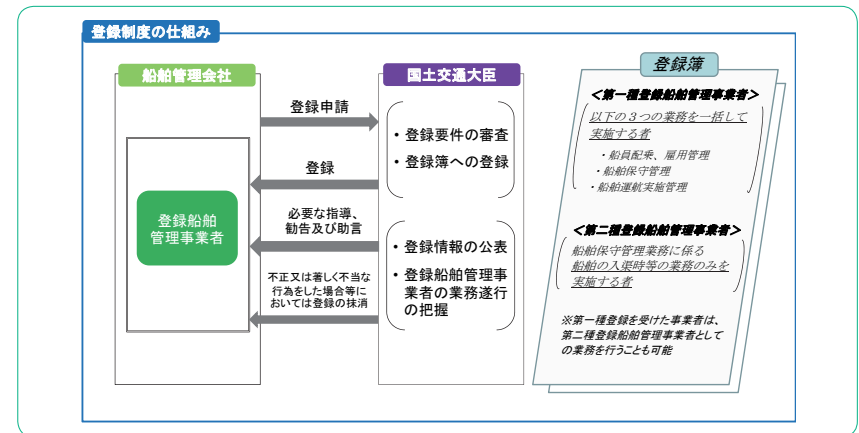 登録制度の仕組み
船舶管理会社
登録船舶
管理事業者
登録申請
登録
必要な指導、
勧告及び助言
不正又は著しく不当な
行為をした場合等に
おいては登録の抹消
国土交通大臣
・登録要件の審査
・登録簿への登録
・登録情報の公表
・登録船舶管理事
業者の業務遂行
の把握
登録簿
＜第一種登録船舶管理事業者＞
以下の３つの業務を一括して
実施する者
・船員配乗、雇用管理
・船舶保守管理
・船舶運航実施管理
＜第二種登録船舶管理事業者＞
船舶保守管理業務に係る
船舶の入渠時等の業務のみを
実施する者
※第一種登録を受けた事業者は、
第二種登録船舶管理事業者として
の業務を行うことも可能